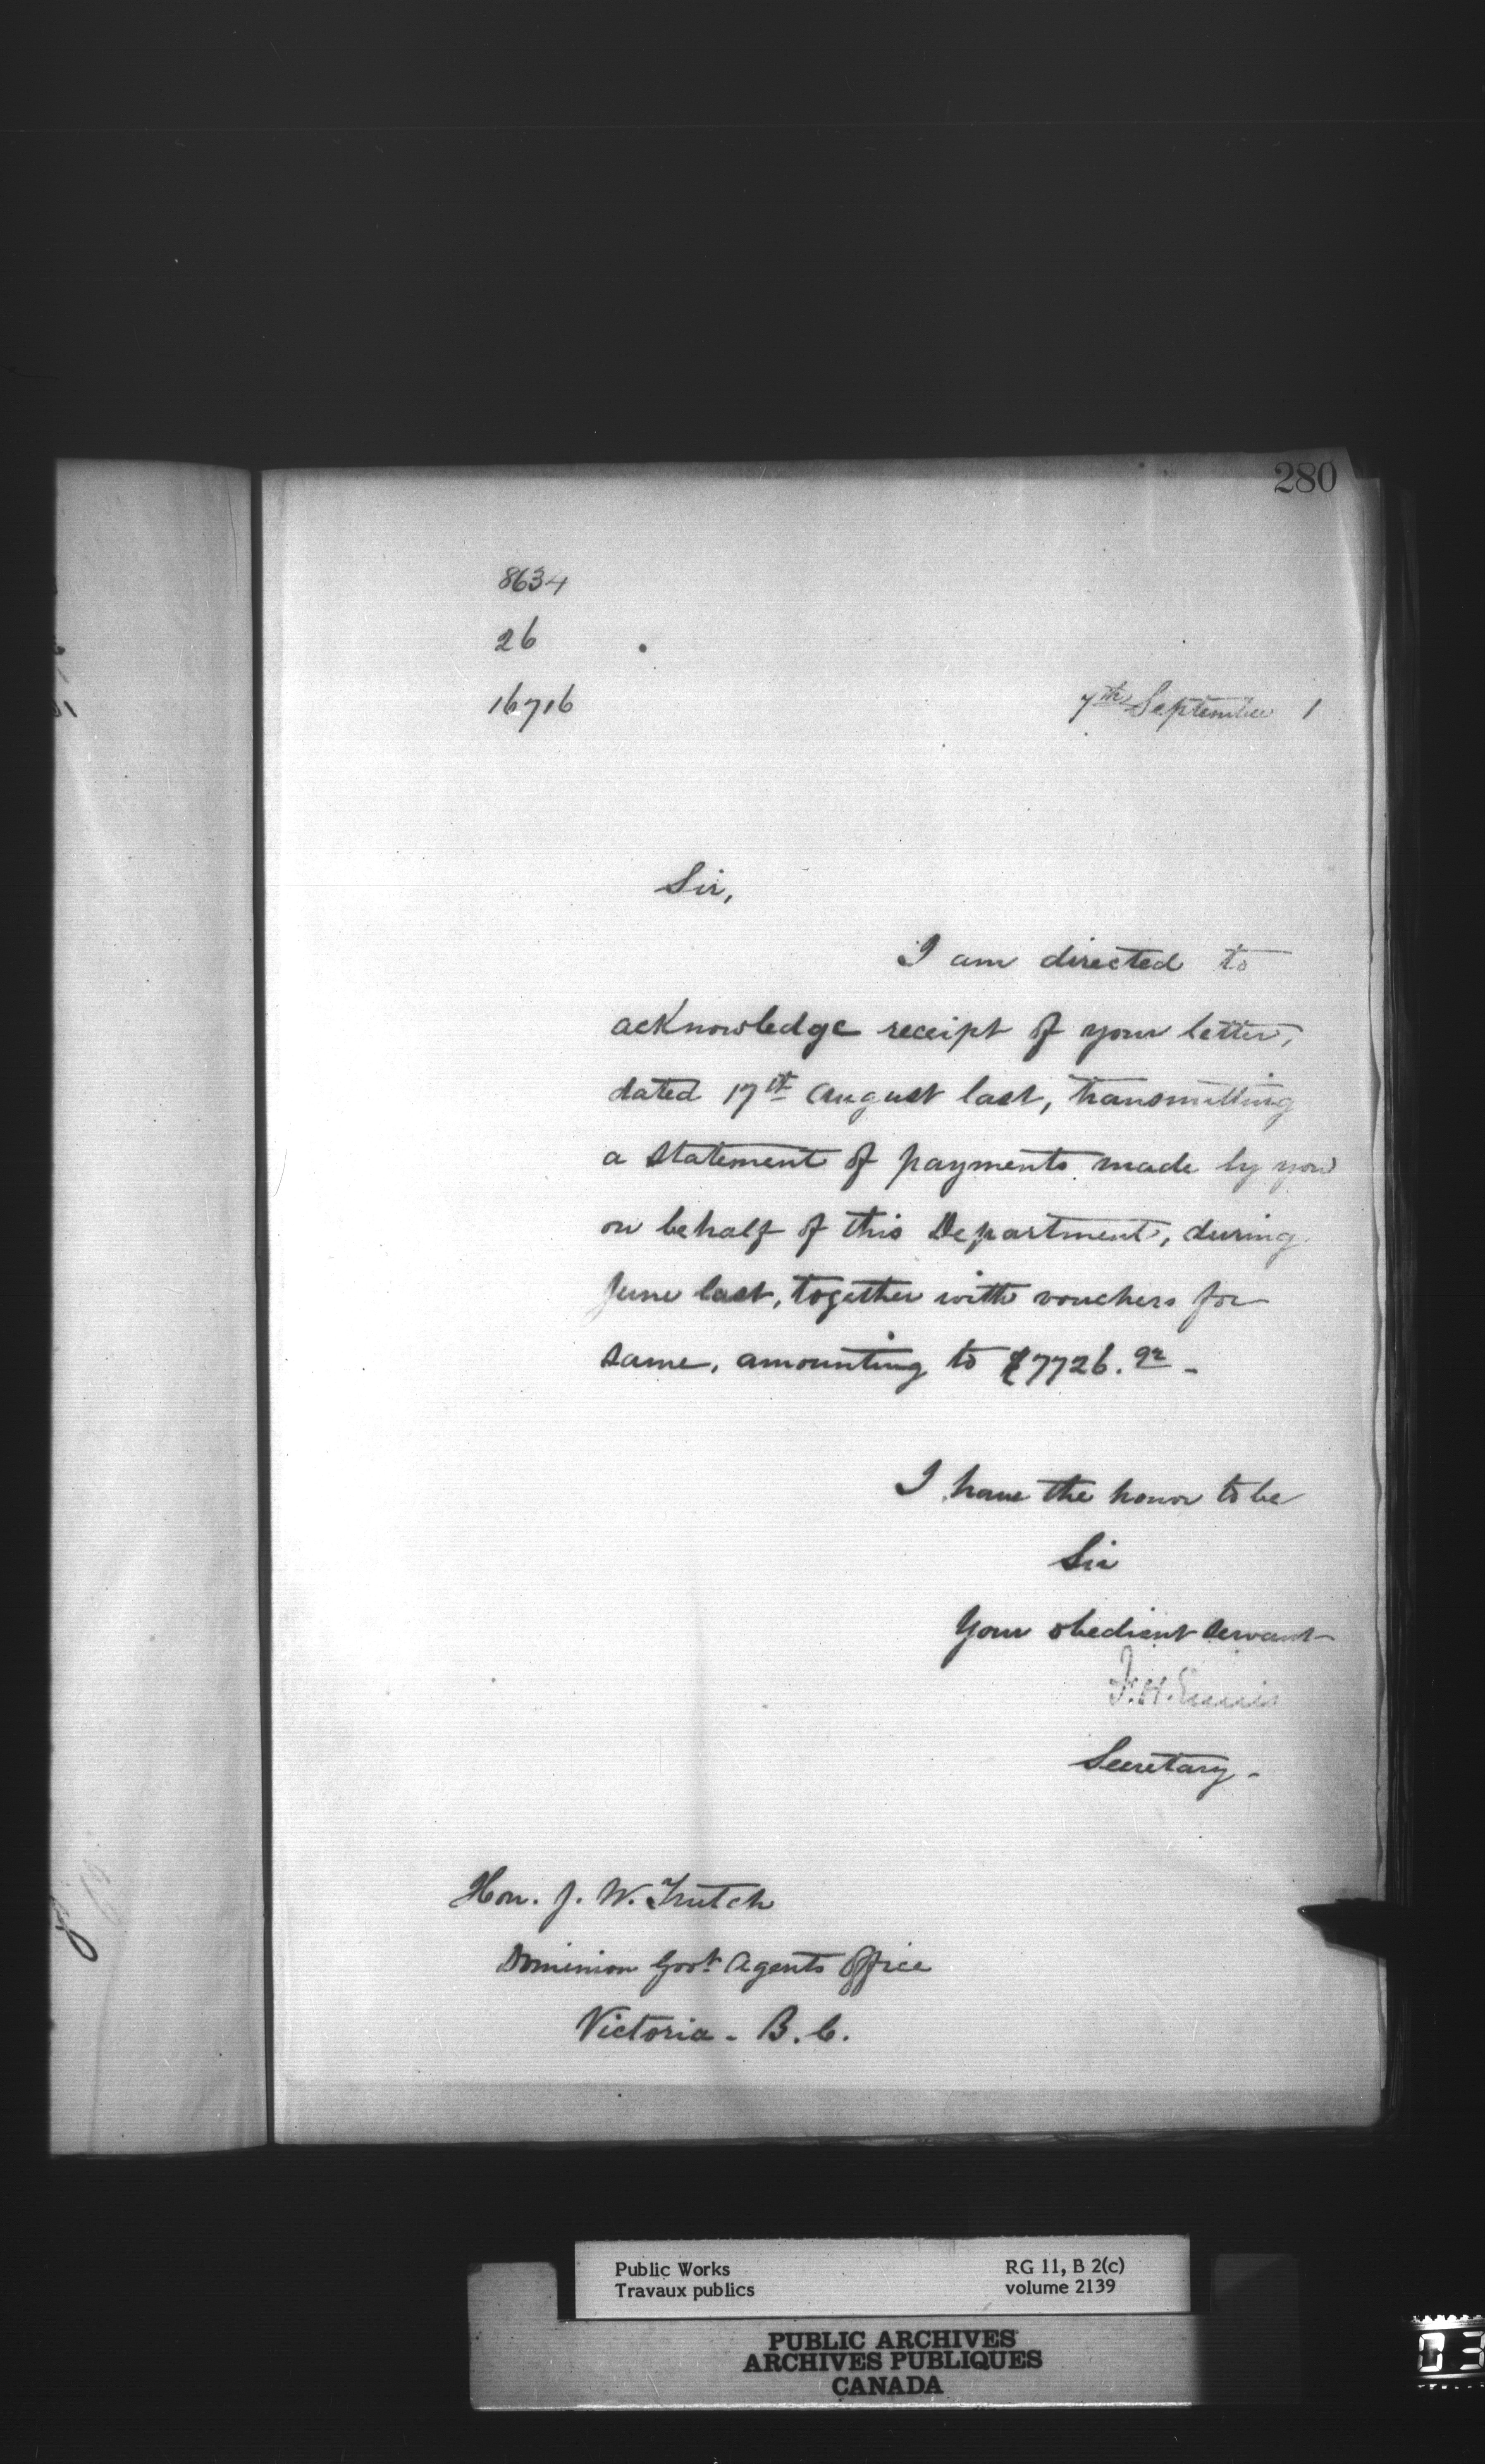 280
8634
26
16716
7th September 1
Sir,
I am directed to
acknowledge receipt of your letter,
dated 17th August last, transmitting
a statement of payments made by you
on behalf of this Department, during
June last, together with vouchers for
same, amounting to $7726.92 -
I have the honor to be
Sir
Your obedient servant
F. H. Ennis
Secretary -
Hon. J. W. Trutch
Dominion Govt Agents Office
Victoria - B. C.
Public Works
Travaux publics
RG 11, B 2(c)
volume 2139
PUBLIC ARCHIVES
ARCHIVES PUBLIQUES
CANADA